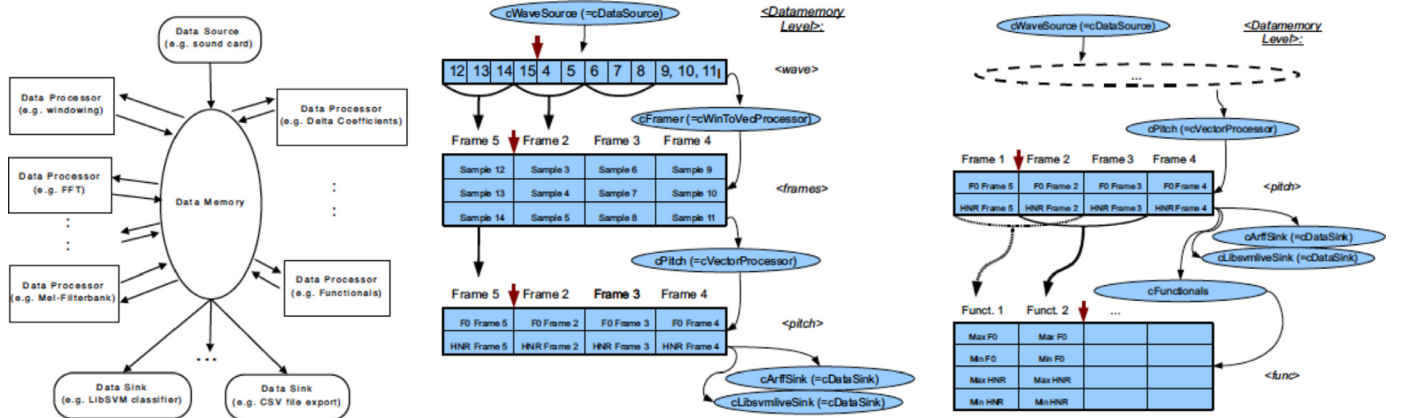 Data Source
(e.g. sound card)
Data Processor
(e.g. windowing)
Data Processor
(e.g. Delta Coefficients)
Data Processor
(e.g. FFT)
Data Memory
Data Processor
(e.g. Mel-Filterbank)
Data Processor
(e.g. Functionals)
...
Data Sink
(e.g. LibSVM classifier)
Data Sink
(e.g. CSV file export)
cWaveSource (=cDataSource)
<Datamemory
Level>:
12 13 14 15 4 5 6 7 8 9, 10, 11
<wave>
cFramer (=cWinToVecProcessor)
Frame 5 Frame 2 Frame 3 Frame 4
Sample 12 Sample 3 Sample 6 Sample 9
Sample 13 Sample 4 Sample 7 Sample 10
<frames>
Sample 14 Sample 5 Sample 8 Sample 11
cPitch (=cVectorProcessor)
Frame 5 Frame 2 Frame 3 Frame 4
F0 Frame 5 F0 Frame 2 F0 Frame 3 F0 Frame 4
<pitch>
HNR Frame 5 HNR Frame 2 HNR Frame 3 HNR Frame 4
cArffSink (=cDataSink)
cLibsvmliveSink (=cDataSink)
cWaveSource (=cDataSource)
<Datamemory
Level>:
...
cPitch (=cVectorProcessor)
Frame 1 Frame 2 Frame 3 Frame 4
F0 Frame 5 F0 Frame 2 F0 Frame 3 F0 Frame 4
<pitch>
HNR Frame 5 HNR Frame 2 HNR Frame 3 HNR Frame 4
cArffSink (=cDataSink)
cLibsvmliveSink (=cDataSink)
cFunctionals
Funct. 1 Funct. 2 ...
Max F0 Max F0
Min F0 Min F0
<func>
Max HNR Max HNR
Min HNR Min HNR